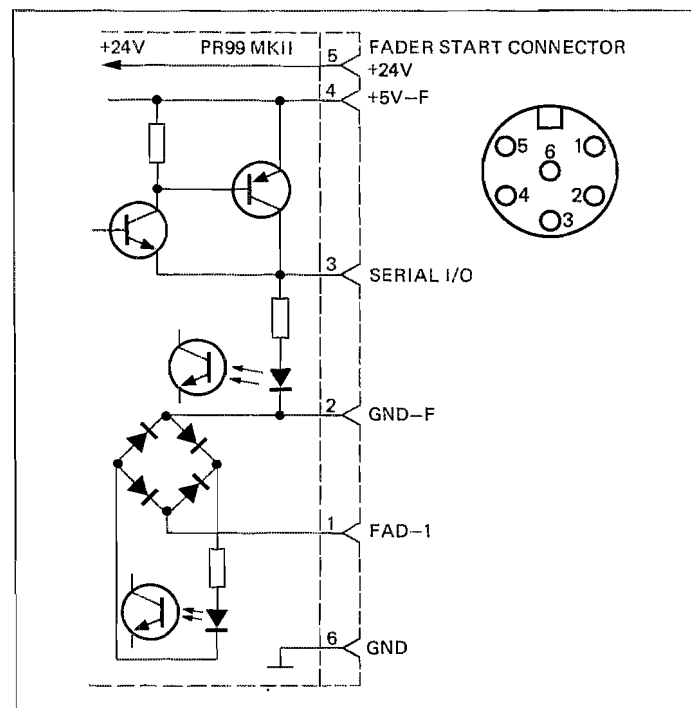 +24V PR99 MKII 5 FADER START CONNECTOR
+24V
4 +5V-F
3 SERIAL I/O
2 GND-F
1 FAD-1
6 GND
5 6 1
4 2
3